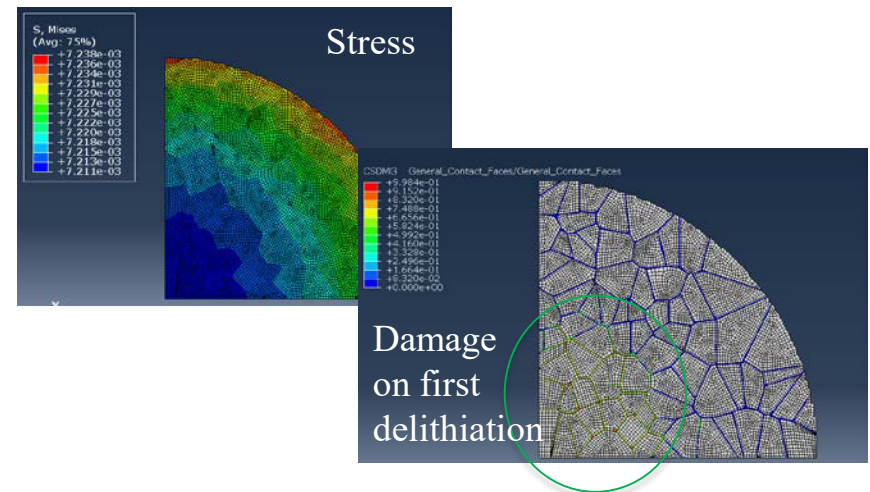 S, Mises
(Avg: 75%)
+7.238e-03
+7.236e-03
+7.234e-03
+7.231e-03
+7.229e-03
+7.227e-03
+7.225e-03
+7.222e-03
+7.220e-03
+7.218e-03
+7.215e-03
+7.213e-03
+7.211e-03
Stress
CSDMG General_Contact_Faces/General_Contact_Faces
+9.984e-01
+9.152e-01
+8.320e-01
+7.488e-01
+6.656e-01
+5.824e-01
+4.992e-01
+4.160e-01
+3.328e-01
+2.496e-01
+1.664e-01
+8.320e-02
+0.000e+00
Damage
on first
delithiation